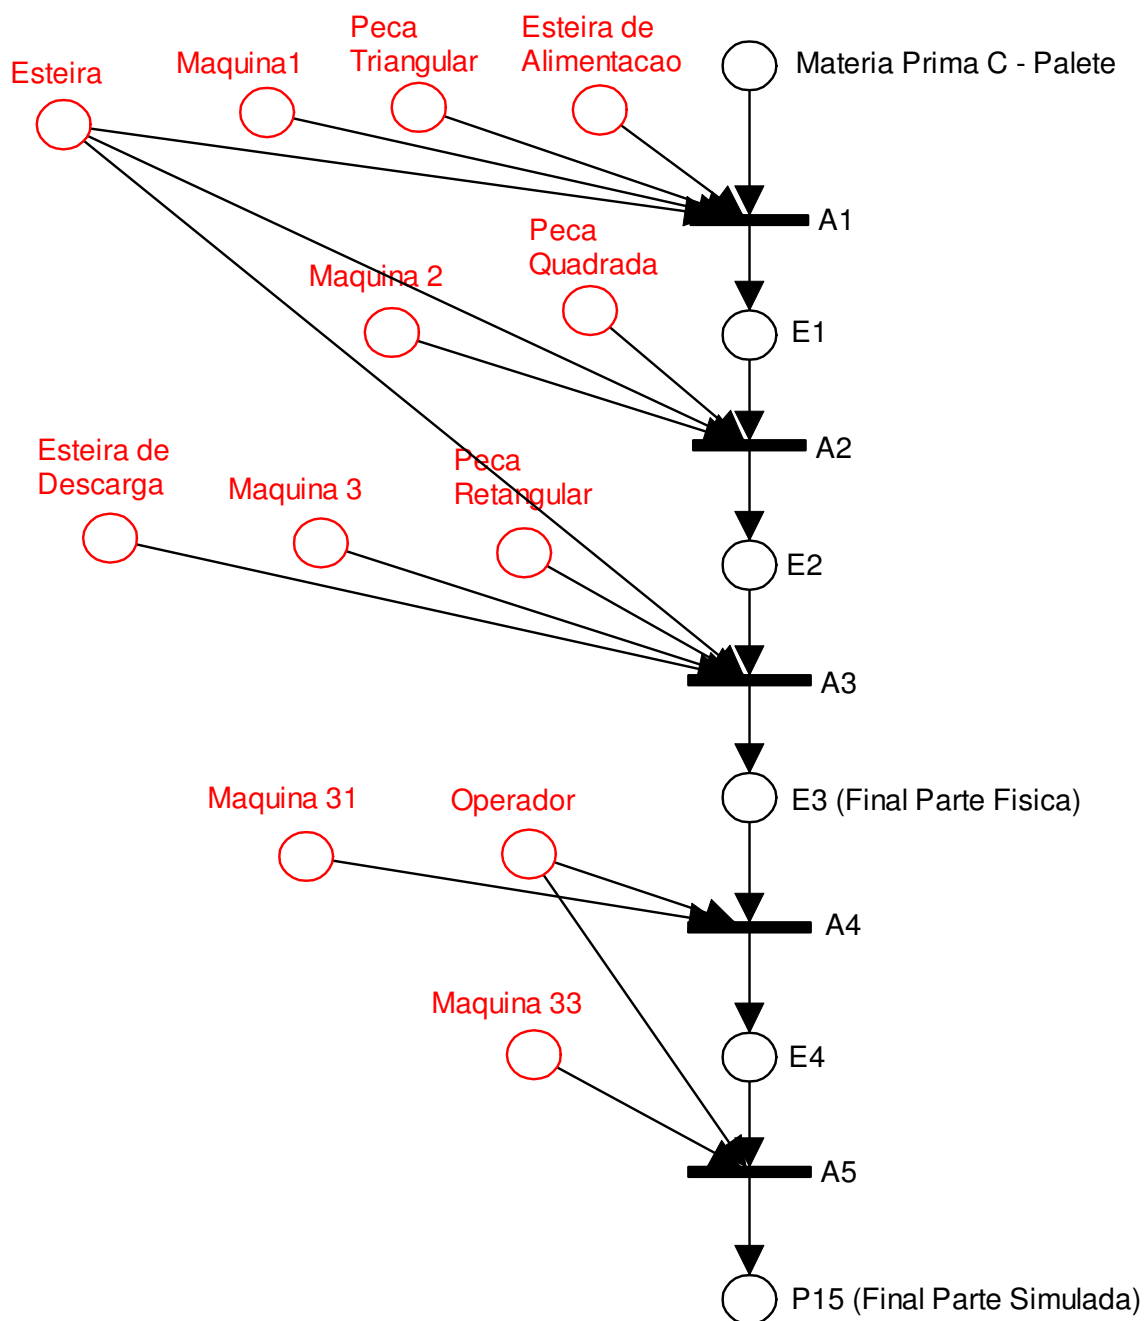 Peca
Triangular
Esteira de
Alimentacao
Materia Prima C - Palete
Esteira
Maquina1
A1
Peca
Quadrada
Maquina 2
E1
A2
Esteira de
Descarga
Maquina 3
Peca
Retangular
E2
A3
Maquina 31
Operador
E3 (Final Parte Fisica)
A4
Maquina 33
E4
A5
P15 (Final Parte Simulada)